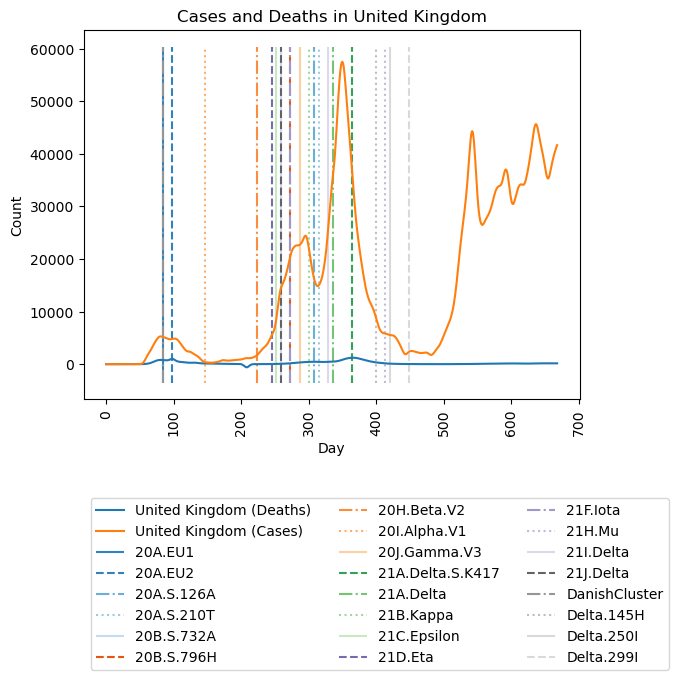 Cases and Deaths in United Kingdom
60000
50000
40000
30000
20000
10000
0
Count
0
100
200
300
400
500
600
700
Day
United Kingdom (Deaths)
United Kingdom (Cases)
20A.EU1
20A.EU2
20A.S.126A
20A.S.210T
20B.S.732A
20B.S.796H
20H.Beta.V2
20I.Alpha.V1
20J.Gamma.V3
21A.Delta.S.K417
21A.Delta
21B.Kappa
21C.Epsilon
21D.Eta
21F.Iota
21H.Mu
21I.Delta
21J.Delta
DanishCluster
Delta.145H
Delta.250I
Delta.299I